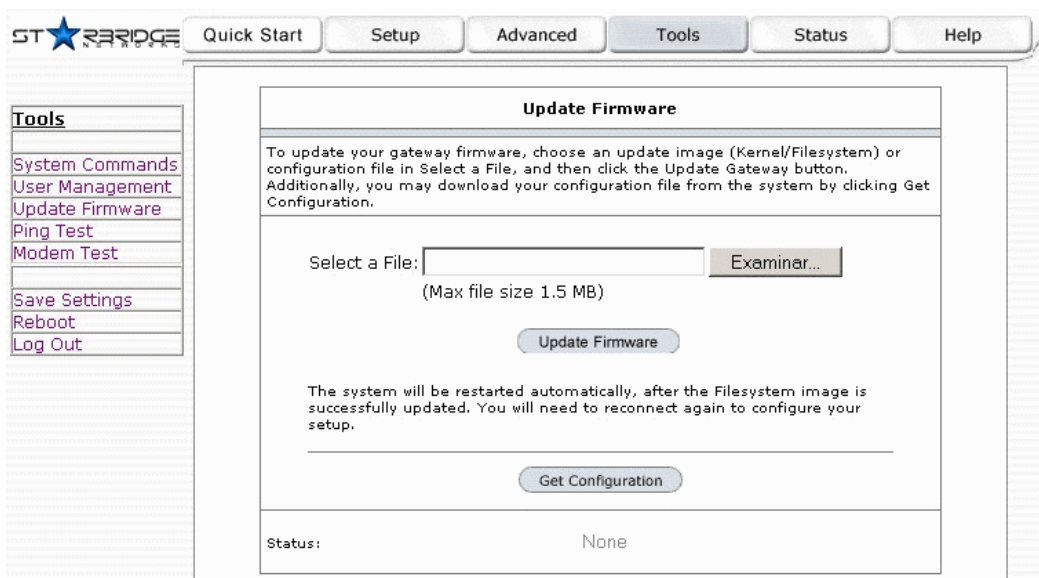 STARBRIDGE
NETWORKS
Quick Start
Setup
Advanced
Tools
Status
Help
Tools
System Commands
User Management
Update Firmware
Ping Test
Modem Test
Save Settings
Reboot
Log Out
Update Firmware
To update your gateway firmware, choose an update image (Kernel/Filesystem) or
configuration file in Select a File, and then click the Update Gateway button.
Additionally, you may download your configuration file from the system by clicking Get
Configuration.
Select a File:
Examinar...
(Max file size 1.5 MB)
Update Firmware
The system will be restarted automatically, after the Filesystem image is
successfully updated. You will need to reconnect again to configure your
setup.
Get Configuration
Status:
None